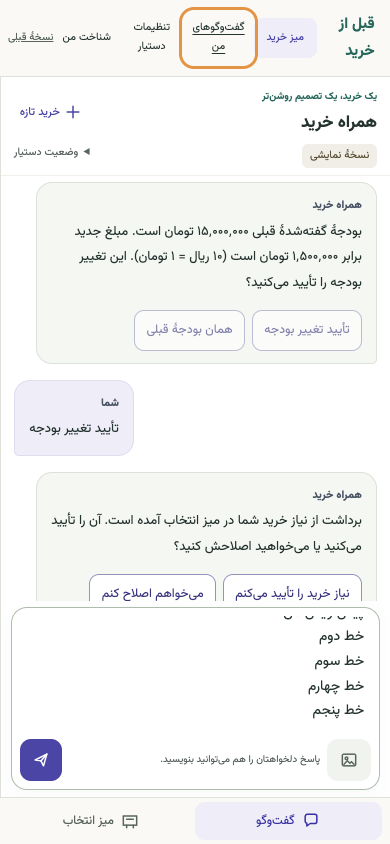 قبل از
خرید
میز خرید
گفت‌وگوهای
من
تنظیمات
دستیار
شناخت من
نسخهٔ قبلی
یک خرید، یک تصمیم روشن‌تر
همراه خرید
خرید تازه
نسخهٔ نمایشی
وضعیت دستیار
همراه خرید
بودجهٔ گفته‌شدهٔ قبلی ۱۵,۰۰۰,۰۰۰ تومان است. مبلغ جدید
برابر ۱,۵۰۰,۰۰۰ تومان است (۱۰ ریال = ۱ تومان). این تغییر
بودجه را تأیید می‌کنید؟
تأیید تغییر بودجه
همان بودجهٔ قبلی
شما
تأیید تغییر بودجه
همراه خرید
برداشت از نیاز خرید شما در میز انتخاب آمده است. آن را تأیید
می‌کنید یا می‌خواهید اصلاحش کنید؟
نیاز خرید را تأیید می‌کنم
می‌خواهم اصلاح کنم
خط دوم
خط سوم
خط چهارم
خط پنجم
پاسخ دلخواهتان را هم می‌توانید بنویسید.
گفت‌وگو
میز انتخاب